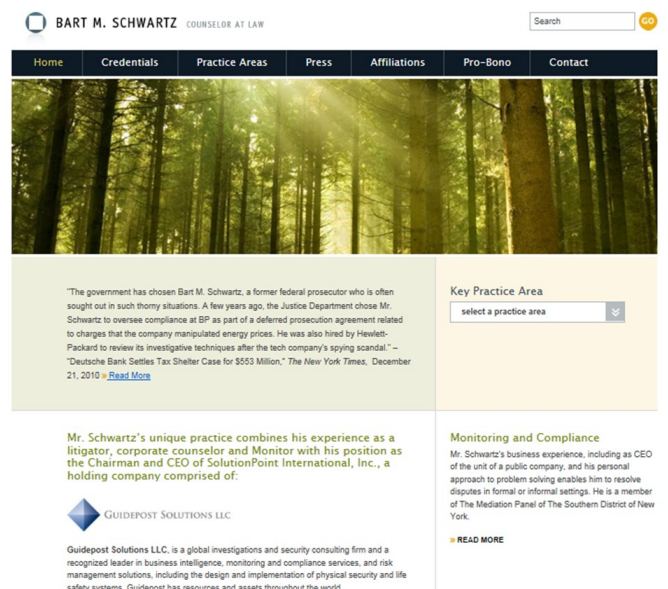 BART M. SCHWARTZ COUNSELOR AT LAW
Search GO
Home Credentials Practice Areas Press Affiliations Pro-Bono Contact
"The government has chosen Bart M. Schwartz, a former federal prosecutor who is often
sought out in such thorny situations. A few years ago, the Justice Department chose Mr.
Schwartz to oversee compliance at BP as part of a deferred prosecution agreement related
to charges that the company manipulated energy prices. He was also hired by Hewlett-
Packard to review its investigative techniques after the tech company's spying scandal." –
"Deutsche Bank Settles Tax Shelter Case for $553 Million," The New York Times, December
21, 2010 » Read More
Key Practice Area
select a practice area
Mr. Schwartz's unique practice combines his experience as a
litigator, corporate counselor and Monitor with his position as
the Chairman and CEO of SolutionPoint International, Inc., a
holding company comprised of:
GUIDEPOST SOLUTIONS LLC
Guidepost Solutions LLC, is a global investigations and security consulting firm and a
recognized leader in business intelligence, monitoring and compliance services, and risk
management solutions, including the design and implementation of physical security and life
safety systems. Guidepost has resources and assets throughout the world
Monitoring and Compliance
Mr. Schwartz's business experience, including as CEO
of the unit of a public company, and his personal
approach to problem solving enables him to resolve
disputes in formal or informal settings. He is a member
of The Mediation Panel of The Southern District of New
York.
» READ MORE